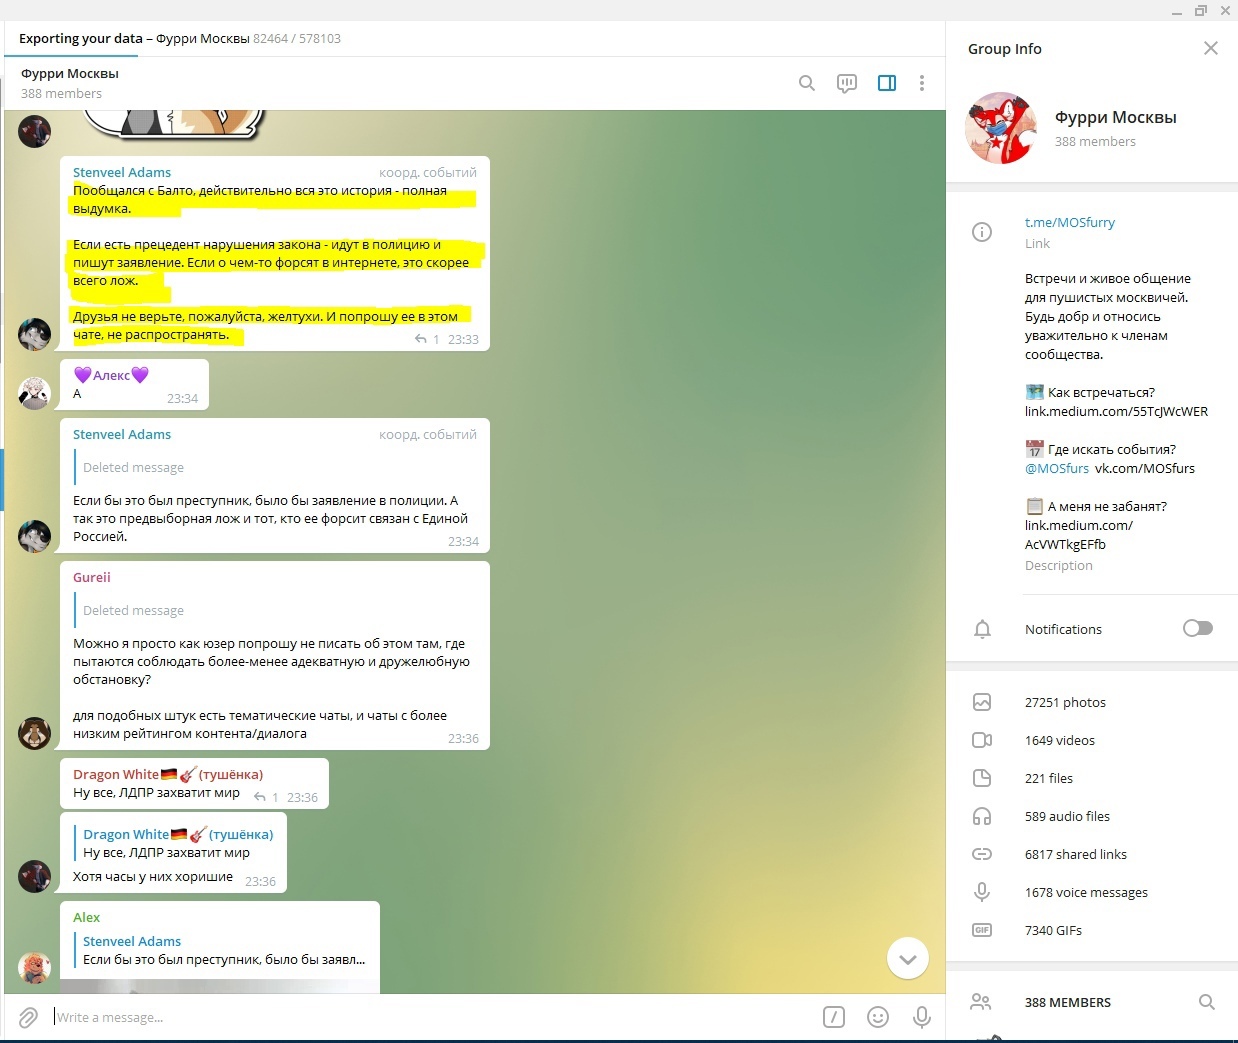 Exporting your data – Фурри Москвы 82464 / 578103
Фурри Москвы
388 members
Stenveel Adams коорд. событий
Пообщался с Балто, действительно вся это история - полная
выдумка.
Если есть прецедент нарушения закона - идут в полицию и
пишут заявление. Если о чем-то форсят в интернете, это скорее
всего лож.
Друзья не верьте, пожалуйста, желтухи. И попрошу ее в этом
чате, не распространять.
1 23:33
💜Алекс💜
А
23:34
Stenveel Adams коорд. событий
Deleted message
Если бы это был преступник, было бы заявление в полиции. А
так это предвыборная лож и тот, кто ее форсит связан с Единой
Россией.
23:34
Gureii
Deleted message
Можно я просто как юзер попрошу не писать об этом там, где
пытаются соблюдать более-менее адекватную и дружелюбную
обстановку?
для подобных штук есть тематические чаты, и чаты с более
низким рейтингом контента/диалога
23:36
Dragon White🇩🇪🎸(тушёнка)
Ну все, ЛДПР захватит мир
1 23:36
Dragon White🇩🇪🎸(тушёнка)
Ну все, ЛДПР захватит мир
Хотя часы у них хоришие
23:36
Alex
Stenveel Adams
Если бы это был преступник, было бы заявл...
Write a message...
Group Info
Фурри Москвы
388 members
t.me/MOSfurry
Link
Встречи и живое общение
для пушистых москвичей.
Будь добр и относись
уважительно к членам
сообщества.
🗺️ Как встречаться?
link.medium.com/55TcJWcWER
📅 Где искать события?
@MOSfurs vk.com/MOSfurs
📋 А меня не забанят?
link.medium.com/
AcVWTkgEFfb
Description
Notifications
27251 photos
1649 videos
221 files
589 audio files
6817 shared links
1678 voice messages
GIF 7340 GIFs
388 MEMBERS